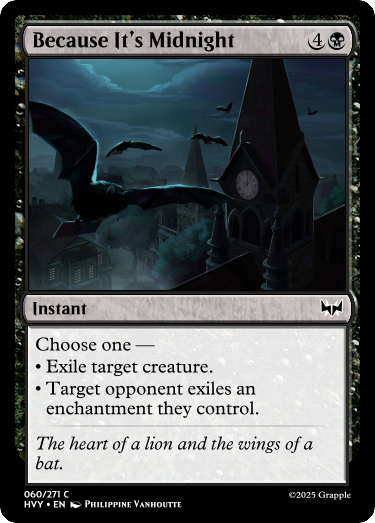 Because It's Midnight 4
Instant
Choose one —
• Exile target creature.
• Target opponent exiles an
enchantment they control.
The heart of a lion and the wings of a
bat.
060/271 C
HVY • EN Philippine Vanhoutte
©2025 Grapple